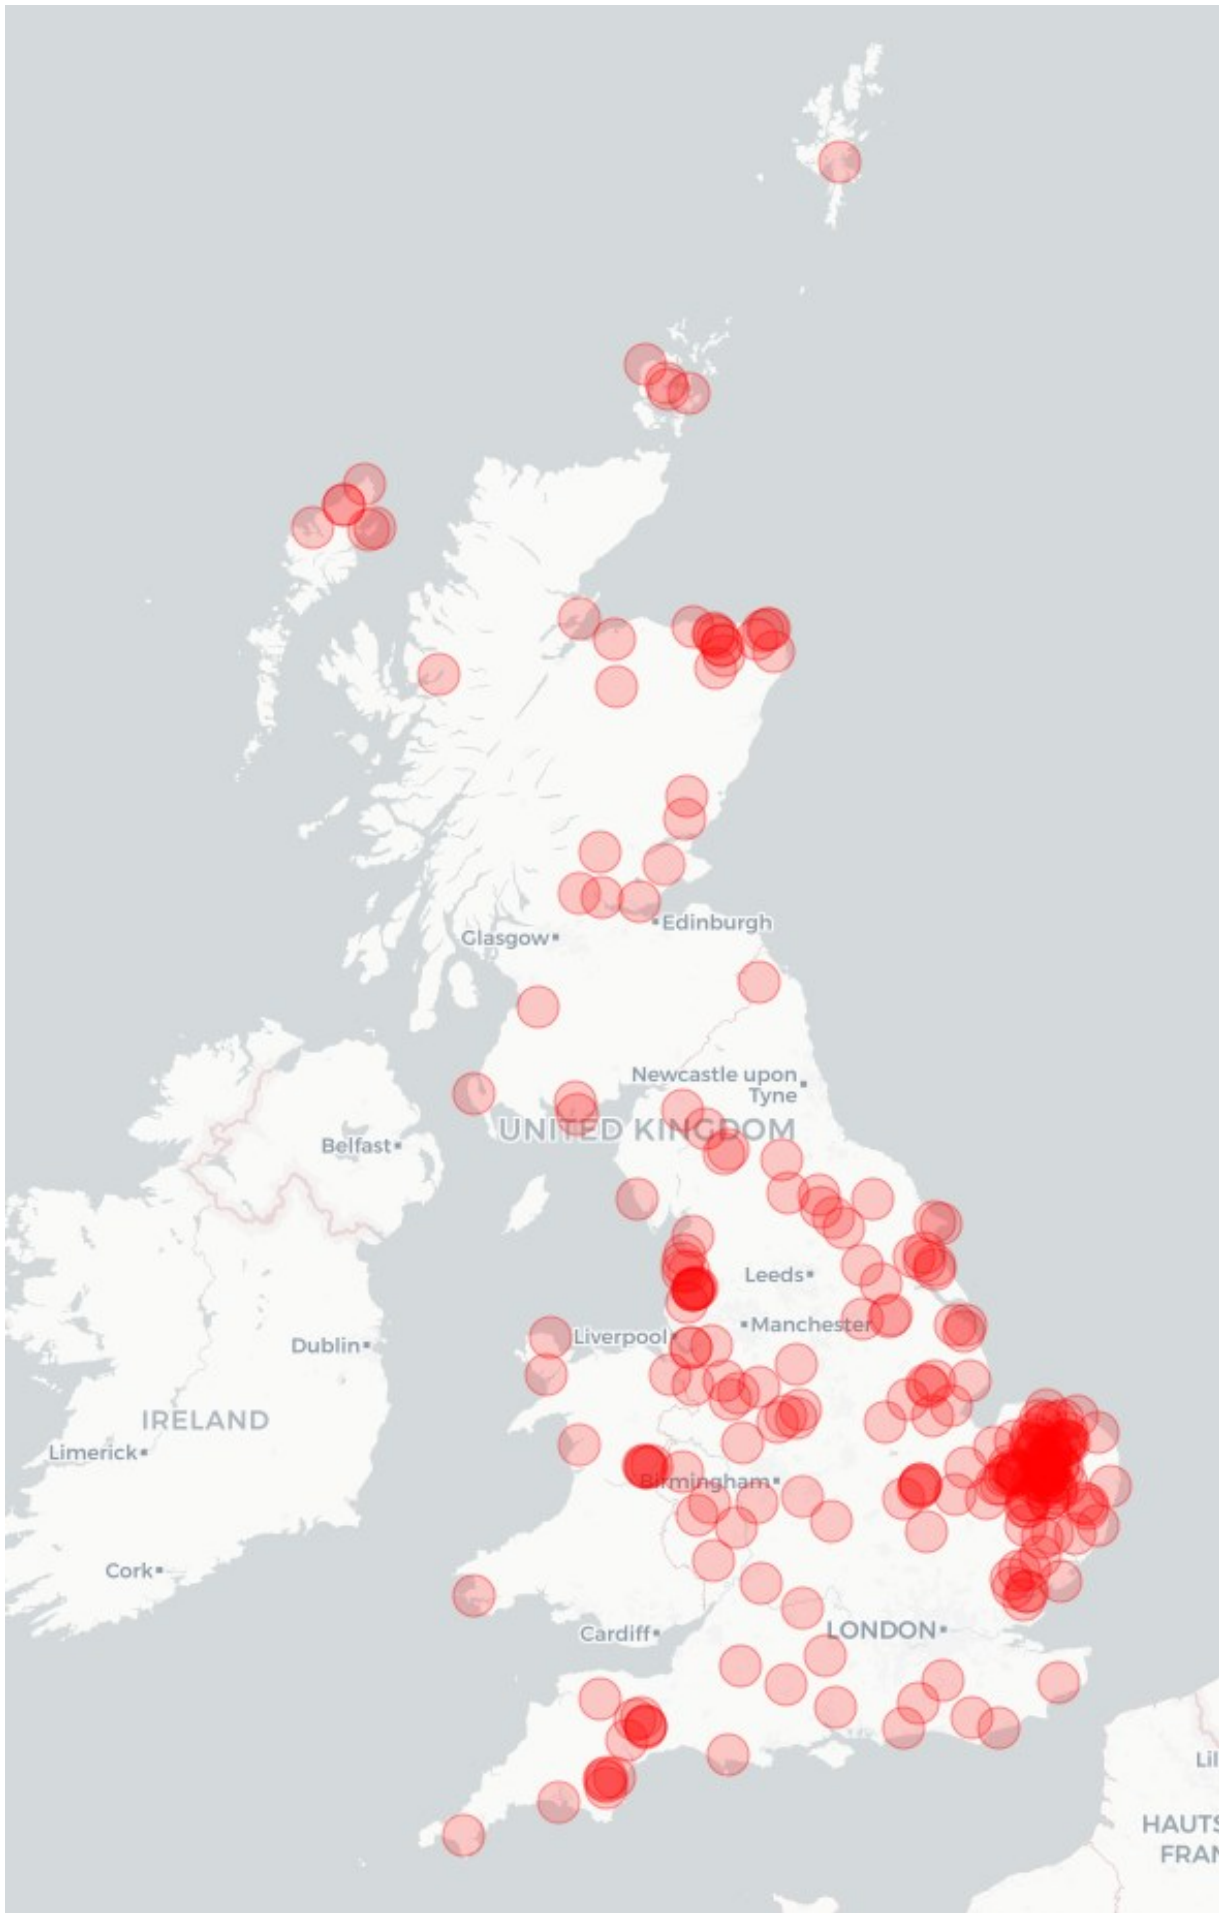 Edinburgh
Glasgow
Newcastle upon
Tyne
UNITED KINGDOM
Belfast
Leeds
Manchester
Liverpool
Dublin
IRELAND
Limerick
Birmingham
Cork
Cardiff
LONDON
Lil
HAUTS
FRAN